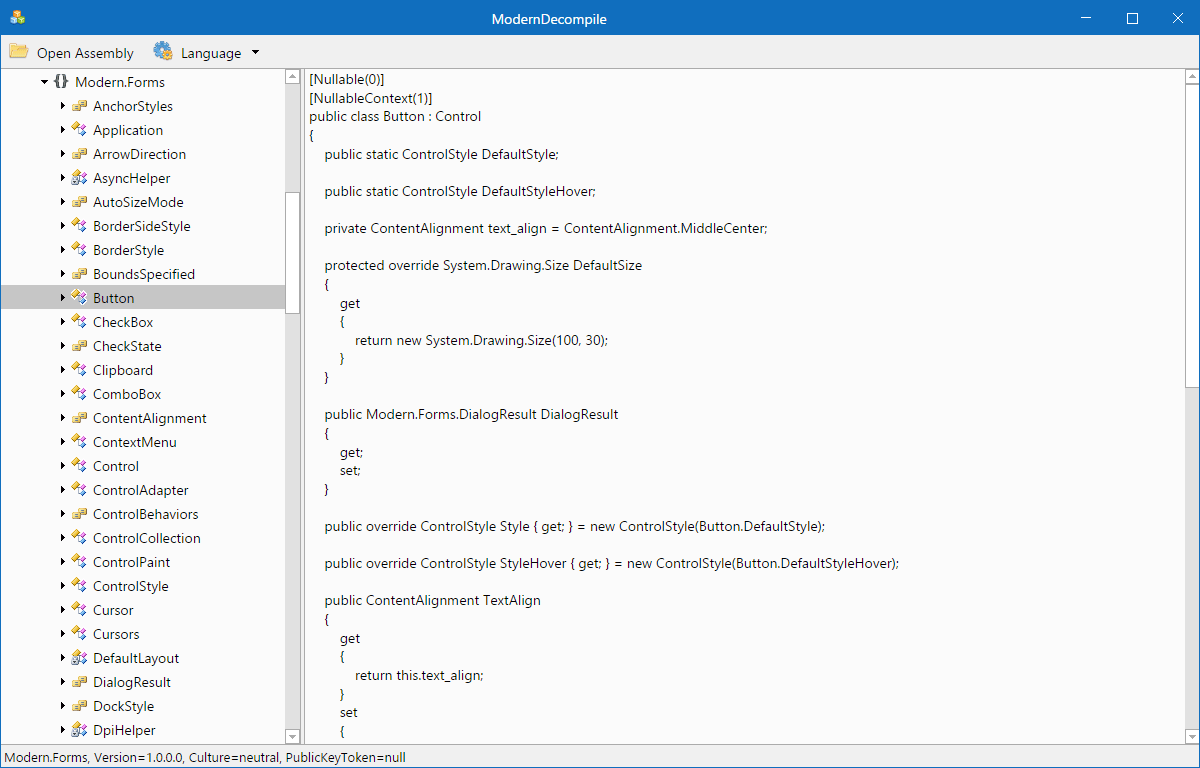 ModernDecompile
Open Assembly Language
{} Modern.Forms
AnchorStyles
Application
ArrowDirection
AsyncHelper
AutoSizeMode
BorderSideStyle
BorderStyle
BoundsSpecified
Button
CheckBox
CheckState
Clipboard
ComboBox
ContentAlignment
ContextMenu
Control
ControlAdapter
ControlBehaviors
ControlCollection
ControlPaint
ControlStyle
Cursor
Cursors
DefaultLayout
DialogResult
DockStyle
DpiHelper
[Nullable(0)]
[NullableContext(1)]
public class Button : Control
{
public static ControlStyle DefaultStyle;
public static ControlStyle DefaultStyleHover;
private ContentAlignment text_align = ContentAlignment.MiddleCenter;
protected override System.Drawing.Size DefaultSize
{
get
{
return new System.Drawing.Size(100, 30);
}
}
public Modern.Forms.DialogResult DialogResult
{
get;
set;
}
public override ControlStyle Style { get; } = new ControlStyle(Button.DefaultStyle);
public override ControlStyle StyleHover { get; } = new ControlStyle(Button.DefaultStyleHover);
public ContentAlignment TextAlign
{
get
{
return this.text_align;
}
set
{
Modern.Forms, Version=1.0.0.0, Culture=neutral, PublicKeyToken=null